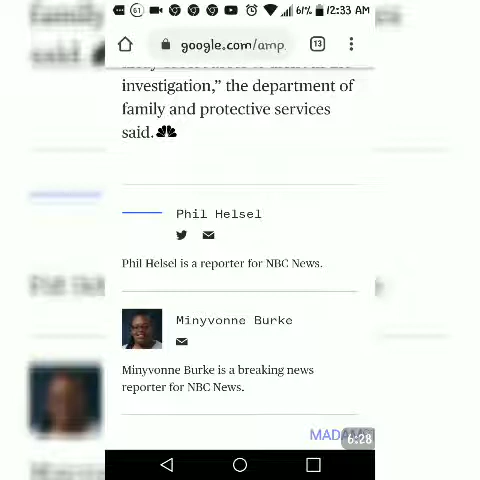 61 61% 12:33 AM
google.com/amp 13
investigation,” the department of
family and protective services
said.
Phil Helsel
Phil Helsel is a reporter for NBC News.
Minyvonne Burke
Minyvonne Burke is a breaking news
reporter for NBC News.
MADAM
6:28